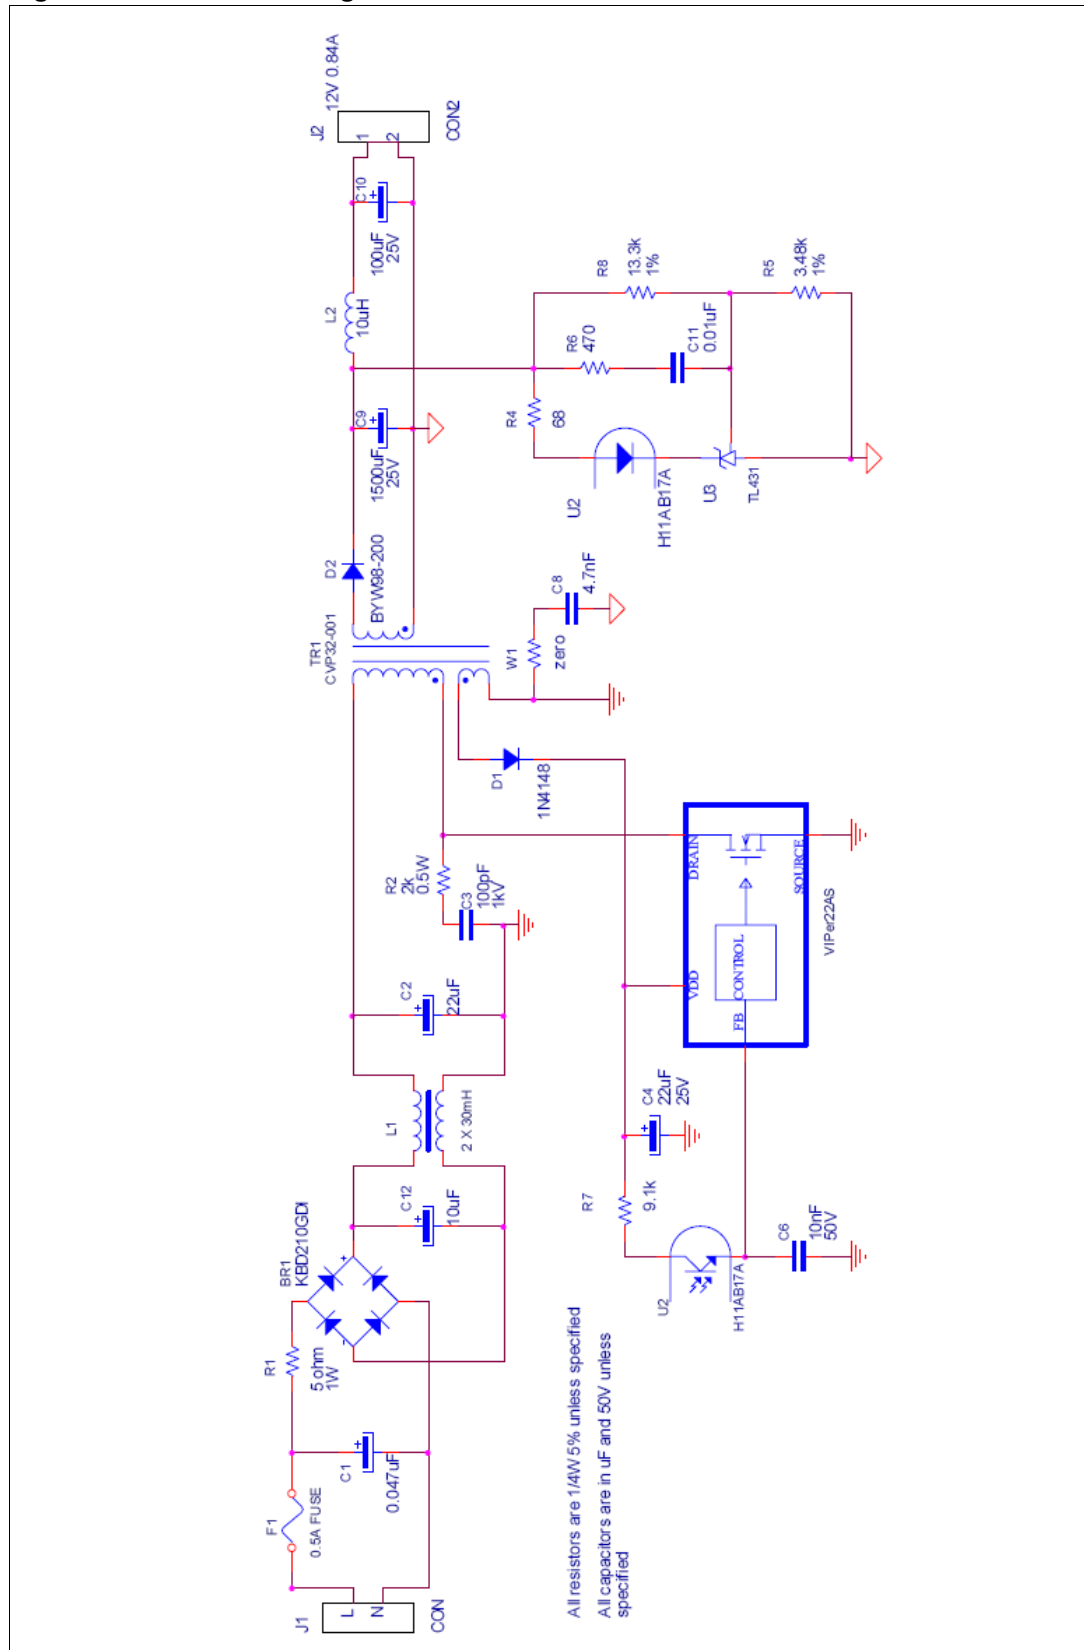 J1
L
N
CON
F1
0.5A FUSE
C1
0.047uF
R1
5 ohm
1W
BR1
KBD210GDI
+
-
C12
10uF
L1
2 X 30mH
C2
22uF
R2
2k
0.5W
C3
100pF
1kV
TR1
CVP32-001
D2
BYW98-200
C9
1500uF
25V
L2
10uH
C10
100uF
25V
J2
12V 0.84A
1
2
CON2
D1
1N4148
W1
zero
C8
4.7nF
R4
68
R6
470
C11
0.01uF
R8
13.3k
1%
R5
3.48k
1%
U2
H11AB17A
U3
TL431
R7
9.1k
C4
22uF
25V
VDD
DRAIN
FB
CONTROL
SOURCE
VIPer22AS
U2
H11AB17A
C6
10nF
50V
All resistors are 1/4W 5% unless specified
All capacitors are in uF and 50V unless
specified